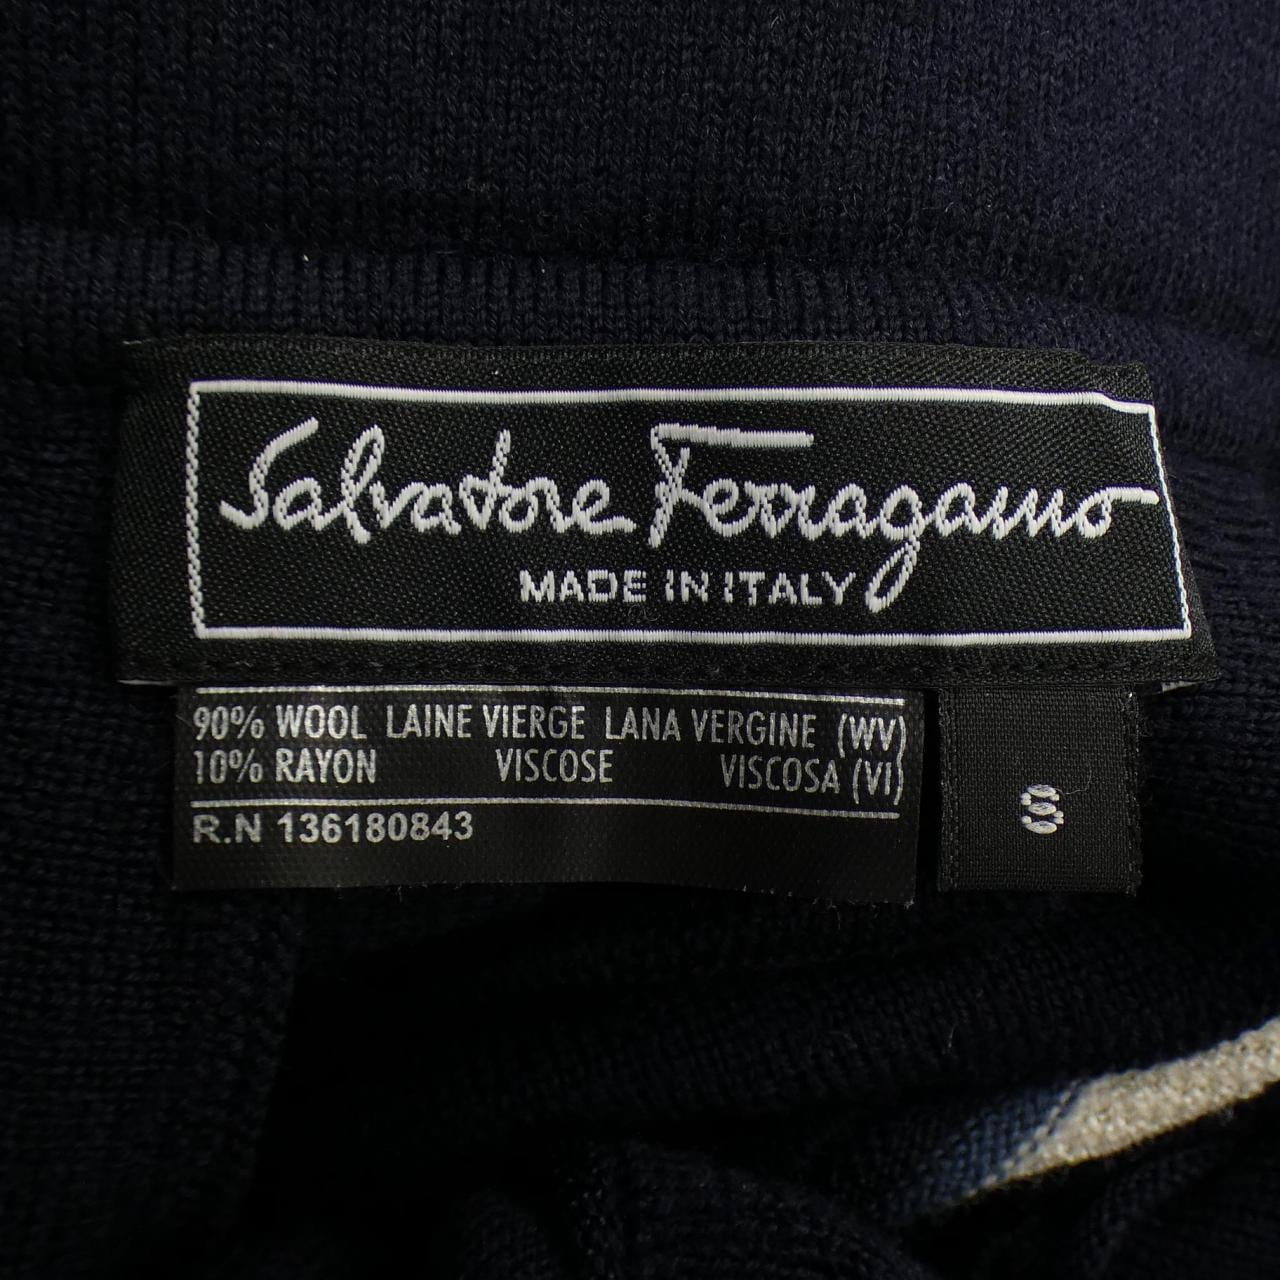 Salvatore Ferragamo
MADE IN ITALY
90% WOOL LAINE VIERGE LANA VERGINE (WV)
10% RAYON VISCOSE VISCOSA (VI)
R.N 136180843
S